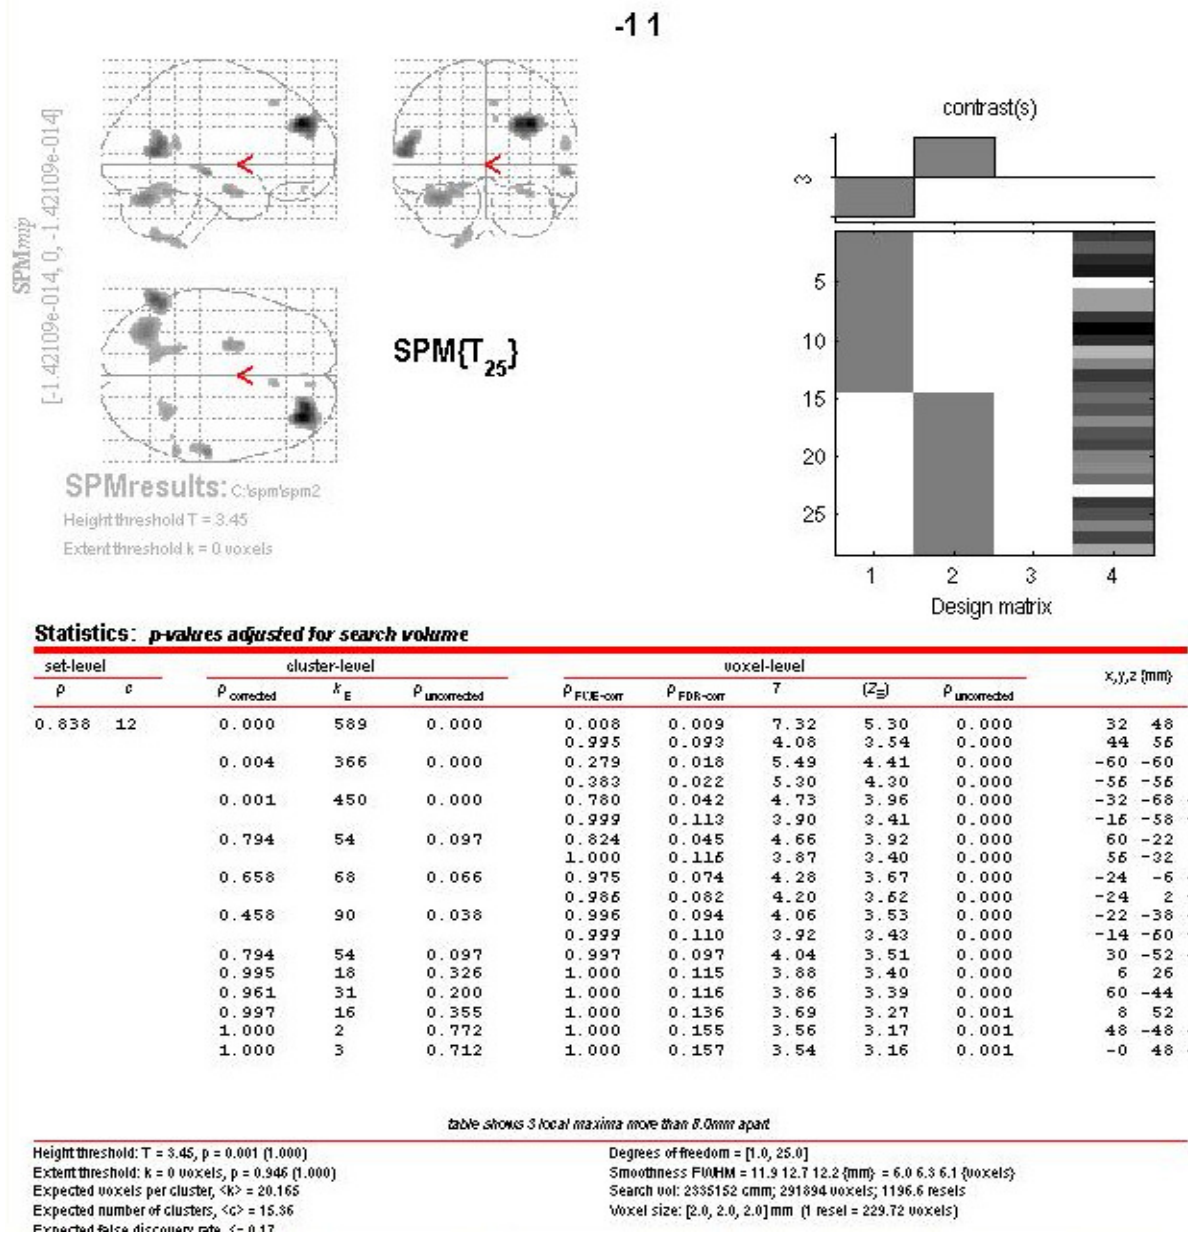 -1 1
contrast(s)
3
SPMmip
[-1.42109e-014, 0, -1.42109e-014]
SPM{T25}
5
10
15
20
25
1 2 3 4
Design matrix
SPMresults: C:\spm\spm2
Height threshold T = 3.45
Extent threshold k = 0 voxels
Statistics: p-values adjusted for search volume
set-level cluster-level voxel-level x,y,z {mm}
p c p corrected k E p uncorrected p FWE-corr p FDR-corr T (Z≡) p uncorrected
0.838 12 0.000 589 0.000 0.008 0.009 7.32 5.30 0.000 32 48
0.995 0.093 4.08 3.54 0.000 44 56
0.004 366 0.000 0.279 0.018 5.49 4.41 0.000 -60 -60
0.383 0.022 5.30 4.30 0.000 -56 -56
0.001 450 0.000 0.780 0.042 4.73 3.96 0.000 -32 -68
0.999 0.113 3.90 3.41 0.000 -16 -58
0.794 54 0.097 0.824 0.045 4.66 3.92 0.000 60 -22
1.000 0.116 3.87 3.40 0.000 56 -32
0.658 68 0.066 0.975 0.074 4.28 3.67 0.000 -24 -6
0.986 0.082 4.20 3.62 0.000 -24 2
0.458 90 0.038 0.996 0.094 4.06 3.53 0.000 -22 -38
0.999 0.110 3.92 3.43 0.000 -14 -60
0.794 54 0.097 0.997 0.097 4.04 3.51 0.000 30 -52
0.995 18 0.326 1.000 0.115 3.88 3.40 0.000 6 26
0.961 31 0.200 1.000 0.116 3.86 3.39 0.000 60 -44
0.997 16 0.355 1.000 0.136 3.69 3.27 0.001 8 52
1.000 2 0.772 1.000 0.155 3.56 3.17 0.001 48 -48
1.000 3 0.712 1.000 0.157 3.54 3.16 0.001 -0 48
table shows 3 local maxima more than 8.0mm apart
Height threshold: T = 3.45, p = 0.001 (1.000)
Extent threshold: k = 0 voxels, p = 0.946 (1.000)
Expected voxels per cluster, <k> = 20.165
Expected number of clusters, <c> = 15.36
Expected false discovery rate, <= 0.17
Degrees of freedom = [1.0, 25.0]
Smoothness FWHM = 11.9 12.7 12.2 {mm} = 6.0 6.3 6.1 {voxels}
Search vol: 2335152 cmm; 291894 voxels; 1196.6 resels
Voxel size: [2.0, 2.0, 2.0] mm (1 resel = 229.72 voxels)